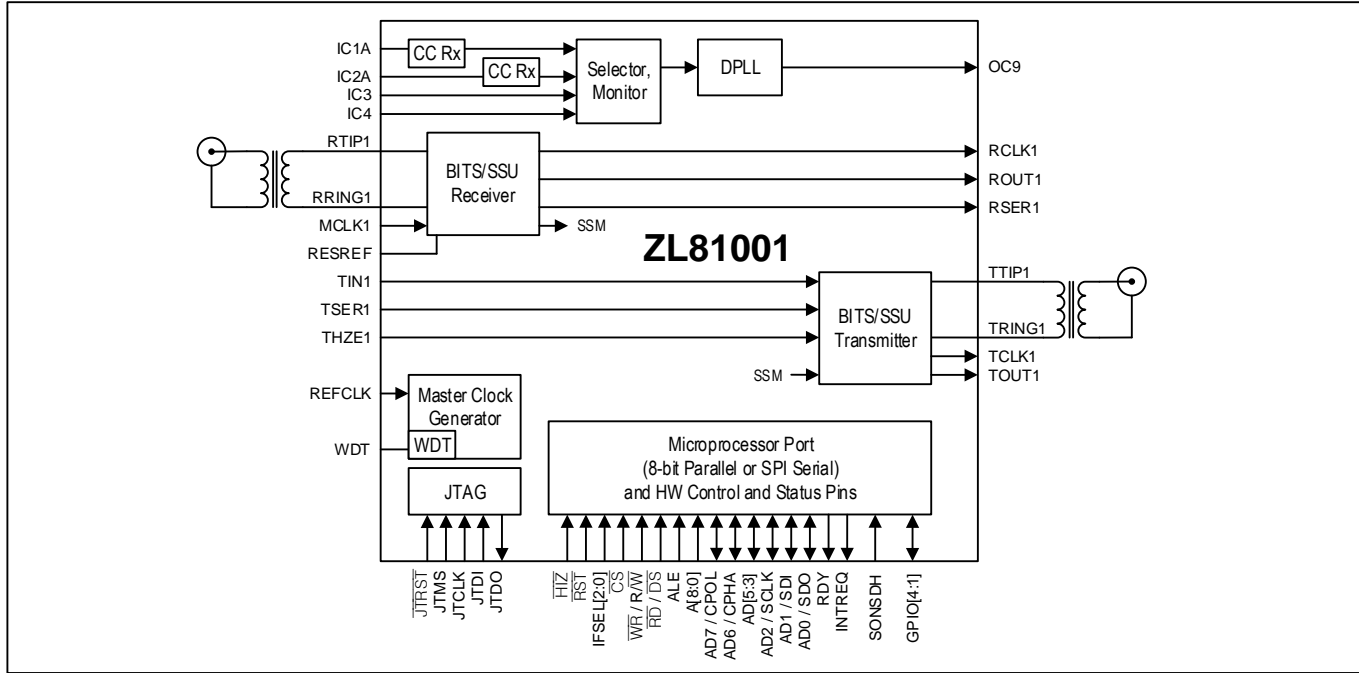 IC1A
CC Rx
IC2A
CC Rx
IC3
IC4
Selector,
Monitor
DPLL
OC9
RTIP1
RRING1
MCLK1
RESREF
BITS/SSU
Receiver
SSM
RCLK1
ROUT1
RSER1
ZL81001
TIN1
TSER1
THZE1
BITS/SSU
Transmitter
SSM
TTIP1
TRING1
TCLK1
TOUT1
REFCLK
WDT
Master Clock
Generator
WDT
JTAG
Microprocessor Port
(8-bit Parallel or SPI Serial)
and HW Control and Status Pins
JTRST
JTMS
JTCLK
JTDI
JTDO
HIZ
RST
IFSEL[2:0]
CS
WR / R/W
RD / DS
ALE
A[8:0]
AD7 / CPOL
AD6 / CPHA
AD[5:3]
AD2 / SCLK
AD1 / SDI
AD0 / SDO
RDY
INTREQ
SONSDH
GPIO[4:1]